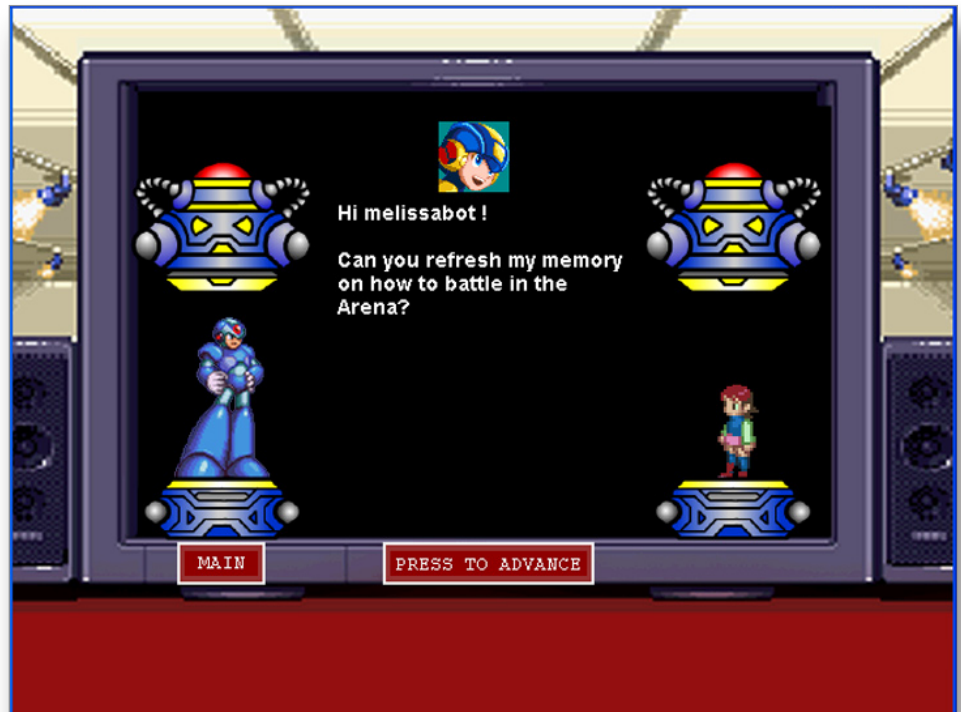 Hi melissabot !
Can you refresh my memory
on how to battle in the
Arena?
MAIN
PRESS TO ADVANCE